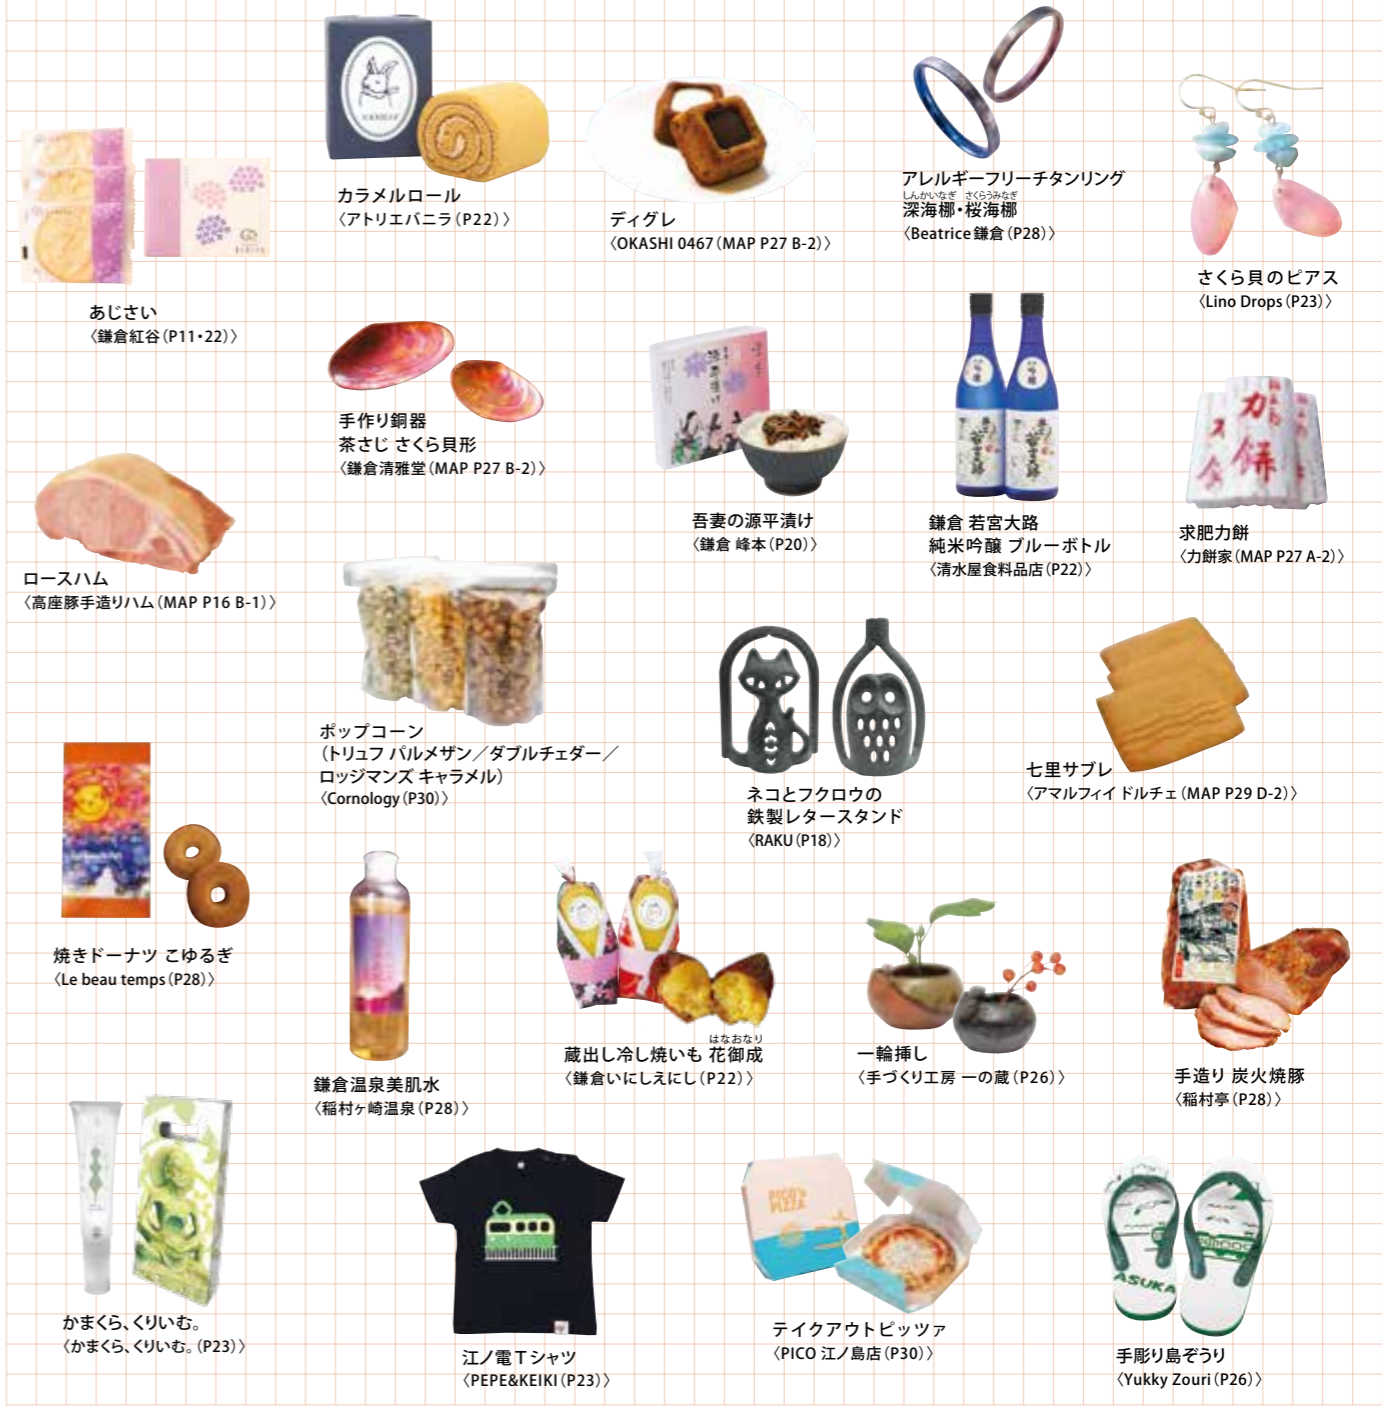 カラメルロール
〈アトリエバニラ（P22）〉
ディグレ
〈OKASHI 0467（MAP P27 B-2）〉
アレルギーフリーチタンリング
しんかいなぎ さくらうみなぎ
深海梛・桜海梛
〈Beatrice 鎌倉（P28）〉
さくら貝のピアス
〈Lino Drops（P23）〉
あじさい
〈鎌倉紅谷（P11・22）〉
手作り銅器
茶さじ さくら貝形
〈鎌倉清雅堂（MAP P27 B-2）〉
源平漬け
吾妻の源平漬け
〈鎌倉 峰本（P20）〉
吟醸
吟醸
若宮大路
鎌倉 若宮大路
純米吟醸 ブルーボトル
〈清水屋食料品店（P22）〉
力餅
求肥力餅
〈力餅家（MAP P27 A-2）〉
ロースハム
〈高座豚手造りハム（MAP P16 B-1）〉
ポップコーン
（トリュフ パルメザン／ダブルチェダー／
ロッジマンズ キャラメル）
〈Cornology（P30）〉
ネコとフクロウの
鉄製レタースタンド
〈RAKU（P18）〉
七里サブレ
〈アマルフィイ ドルチェ（MAP P29 D-2）〉
焼きドーナツ こゆるぎ
〈Le beau temps（P28）〉
鎌倉温泉美肌水
〈稲村ヶ崎温泉（P28）〉
はなおなり
蔵出し冷し焼いも 花御成
〈鎌倉いにしえにし（P22）〉
一輪挿し
〈手づくり工房 一の蔵（P26）〉
手造り 炭火焼豚
〈稲村亭（P28）〉
かまくら、くりいむ。
〈かまくら、くりいむ。（P23）〉
江ノ電Tシャツ
〈PEPE&KEIKI（P23）〉
PICO's
PIZZA
テイクアウトピッツァ
〈PICO 江ノ島店（P30）〉
ASUKA
手彫り島ぞうり
〈Yukky Zouri（P26）〉